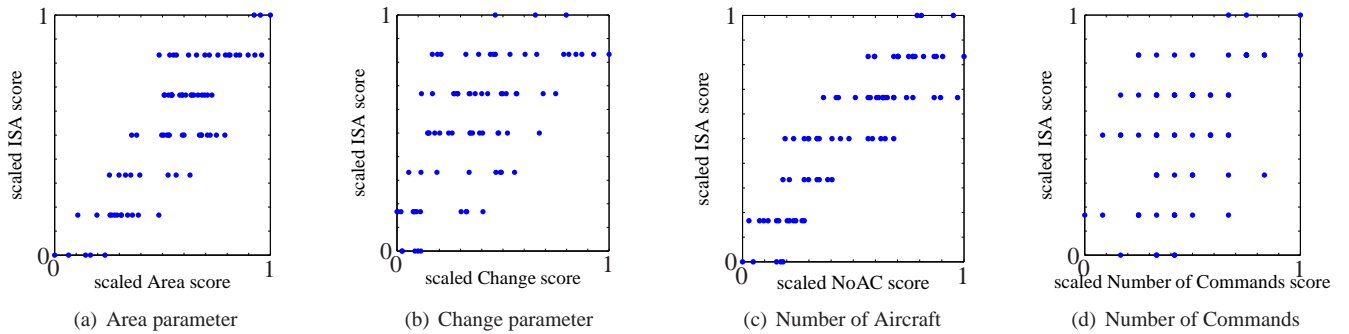 1
scaled ISA score
0
0
1
scaled Area score
(a) Area parameter
1
scaled ISA score
0
0
1
scaled Change score
(b) Change parameter
1
scaled ISA score
0
0
1
scaled NoAC score
(c) Number of Aircraft
1
scaled ISA score
0
0
1
scaled Number of Commands score
(d) Number of Commands